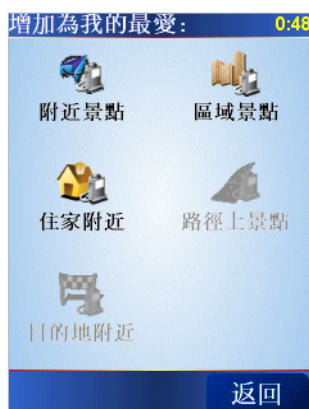 增加為我的最愛: 0:48
附近景點 區域景點
住家附近 路徑上景點
目的地附近
返回